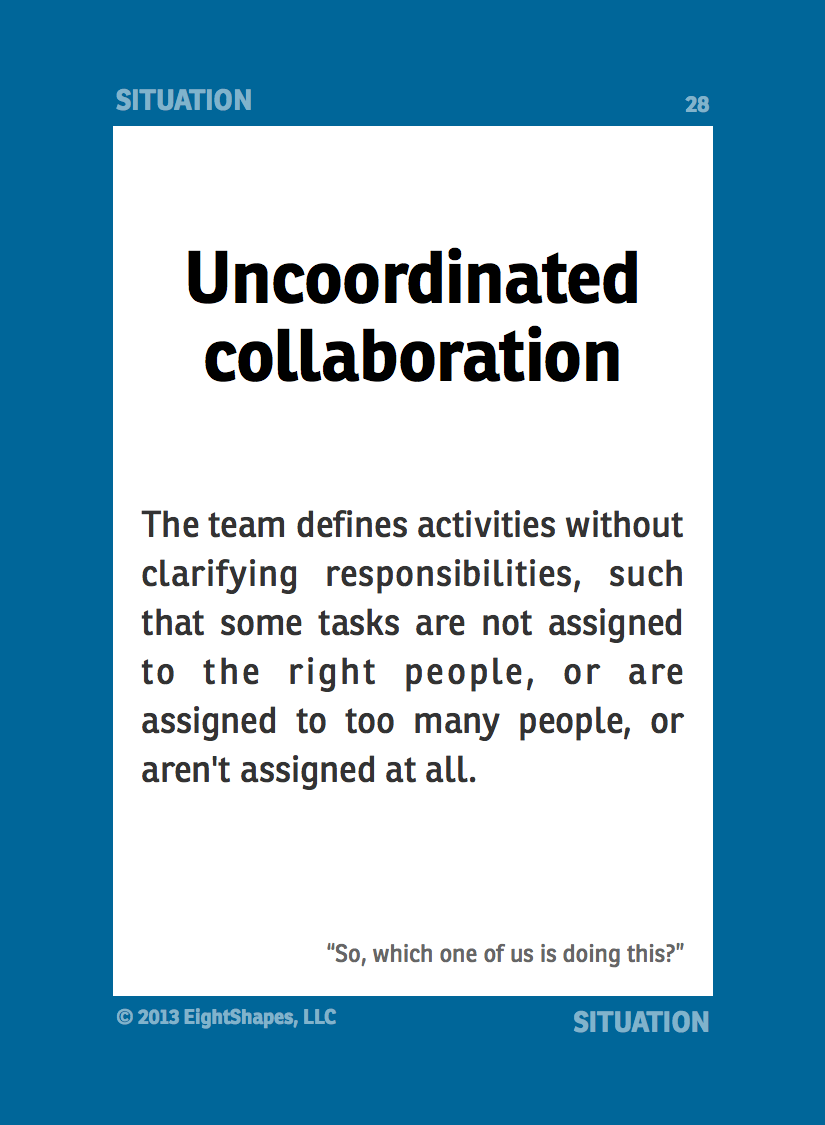 SITUATION
28
Uncoordinated
collaboration
The team defines activities without
clarifying responsibilities, such
that some tasks are not assigned
to the right people, or are
assigned to too many people, or
aren't assigned at all.
“So, which one of us is doing this?”
© 2013 EightShapes, LLC
SITUATION